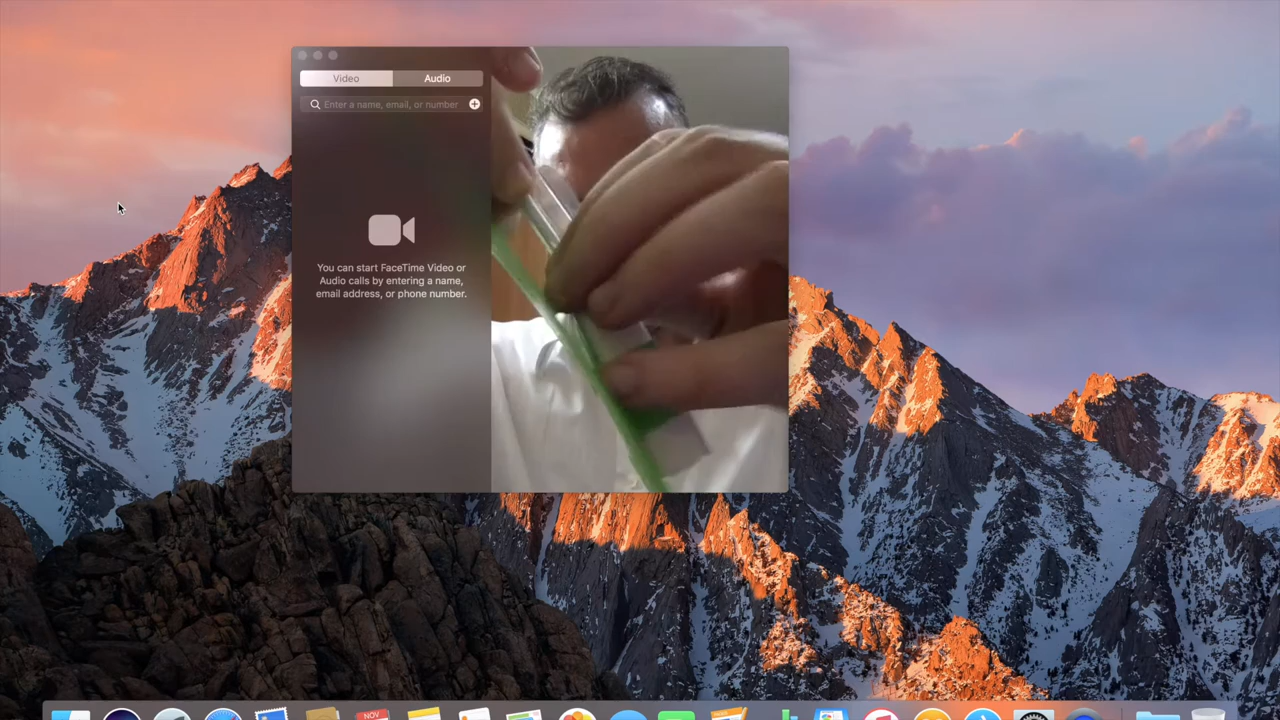 Video
Audio
Enter a name, email, or number
You can start FaceTime Video or
Audio calls by entering a name,
email address, or phone number.
NOV